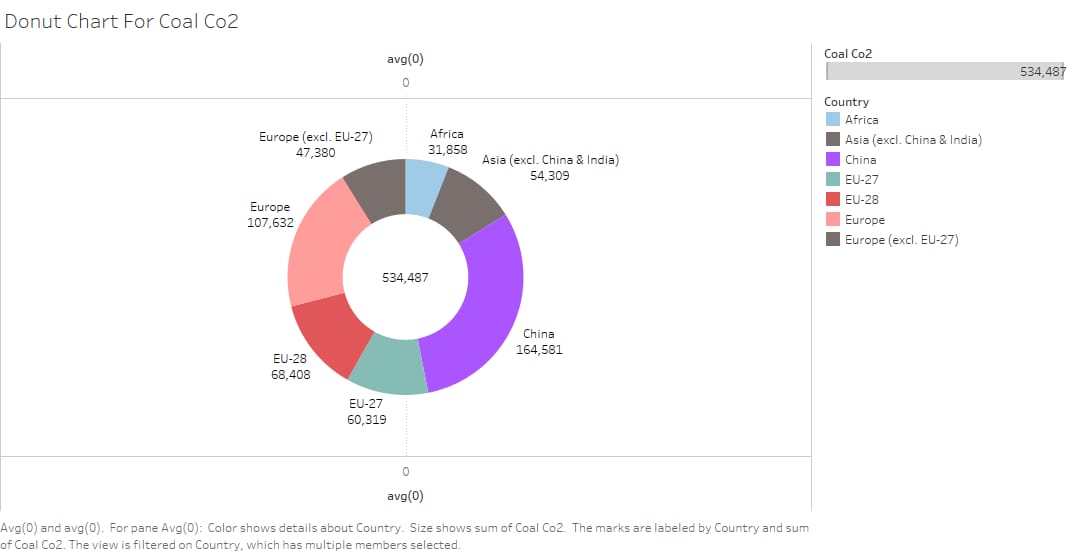 Donut Chart For Coal Co2
avg(0)
0
Europe (excl. EU-27)
47,380
Africa
31,858
Asia (excl. China & India)
54,309
Europe
107,632
534,487
China
164,581
EU-28
68,408
EU-27
60,319
0
avg(0)
Coal Co2
534,487
Country
Africa
Asia (excl. China & India)
China
EU-27
EU-28
Europe
Europe (excl. EU-27)
Avg(0) and avg(0).  For pane Avg(0):  Color shows details about Country.  Size shows sum of Coal Co2.  The marks are labeled by Country and sum
of Coal Co2. The view is filtered on Country, which has multiple members selected.